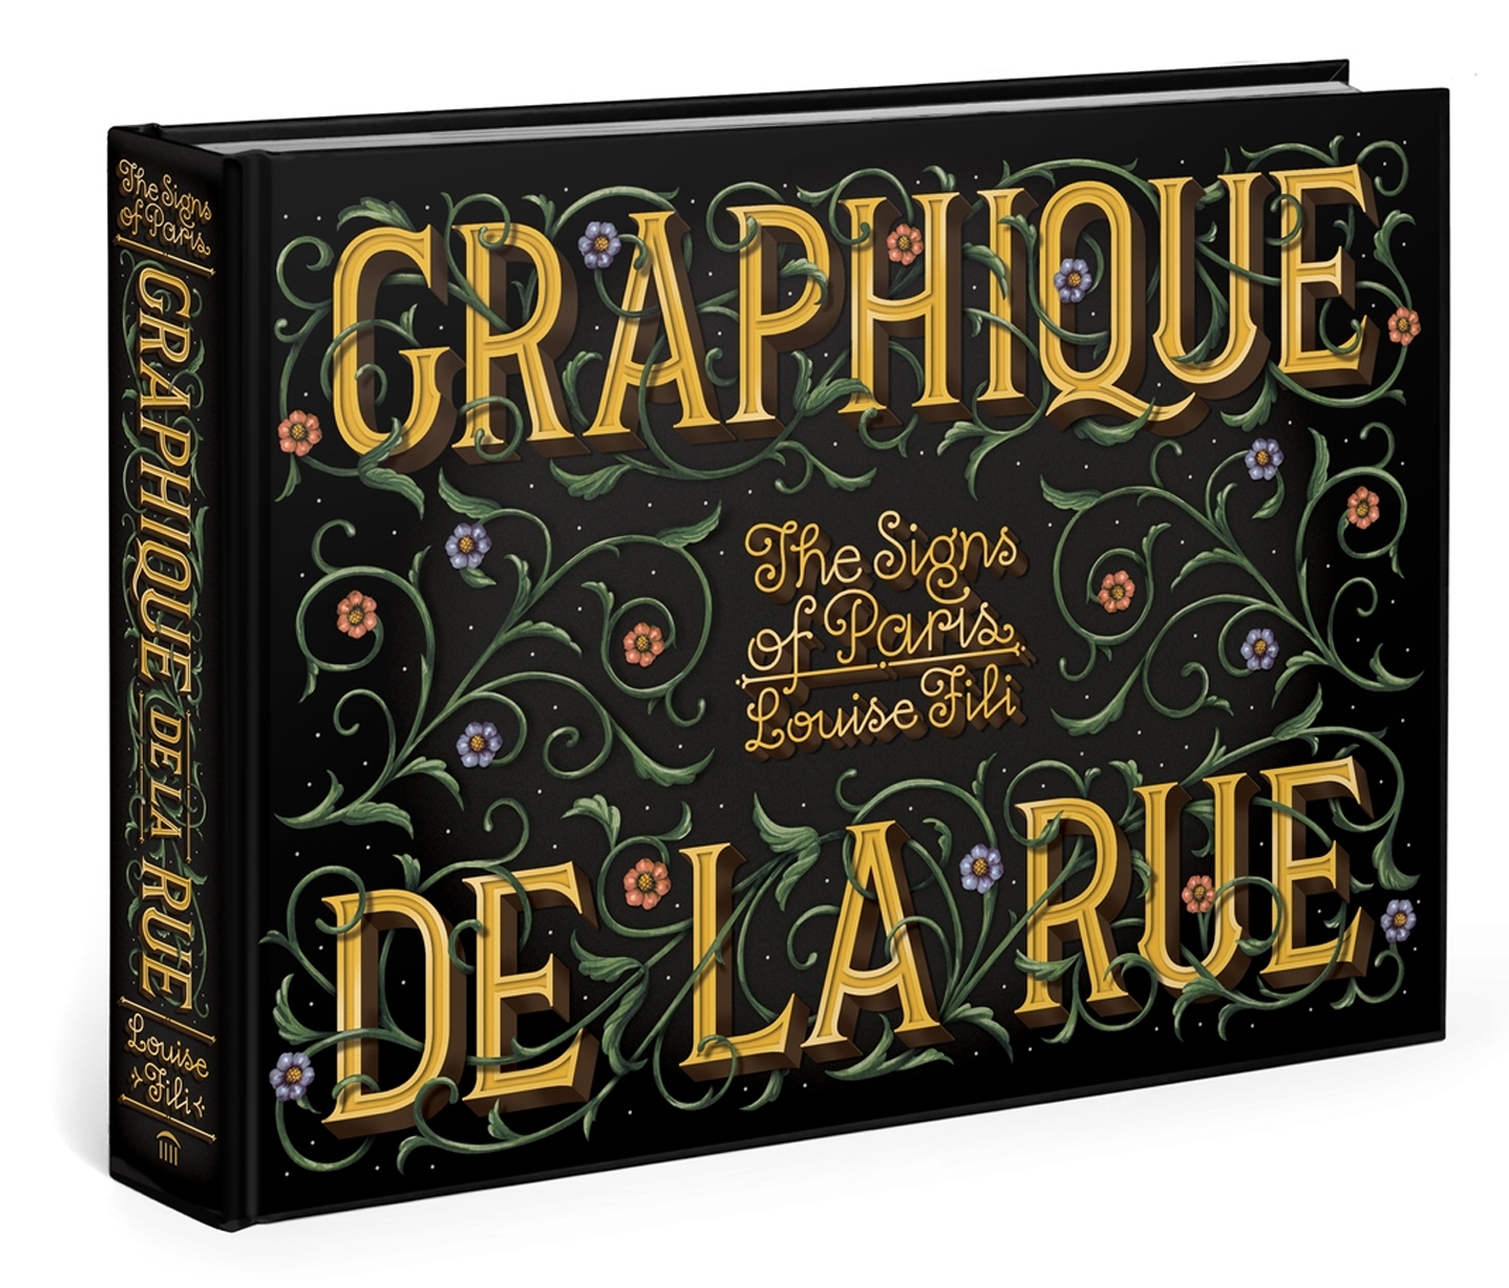 The Signs
of Paris
GRAPHIQUE DE LA RUE
Louise
Fili
GRAPHIQUE
The Signs
of Paris
Louise Fili
DE LA RUE